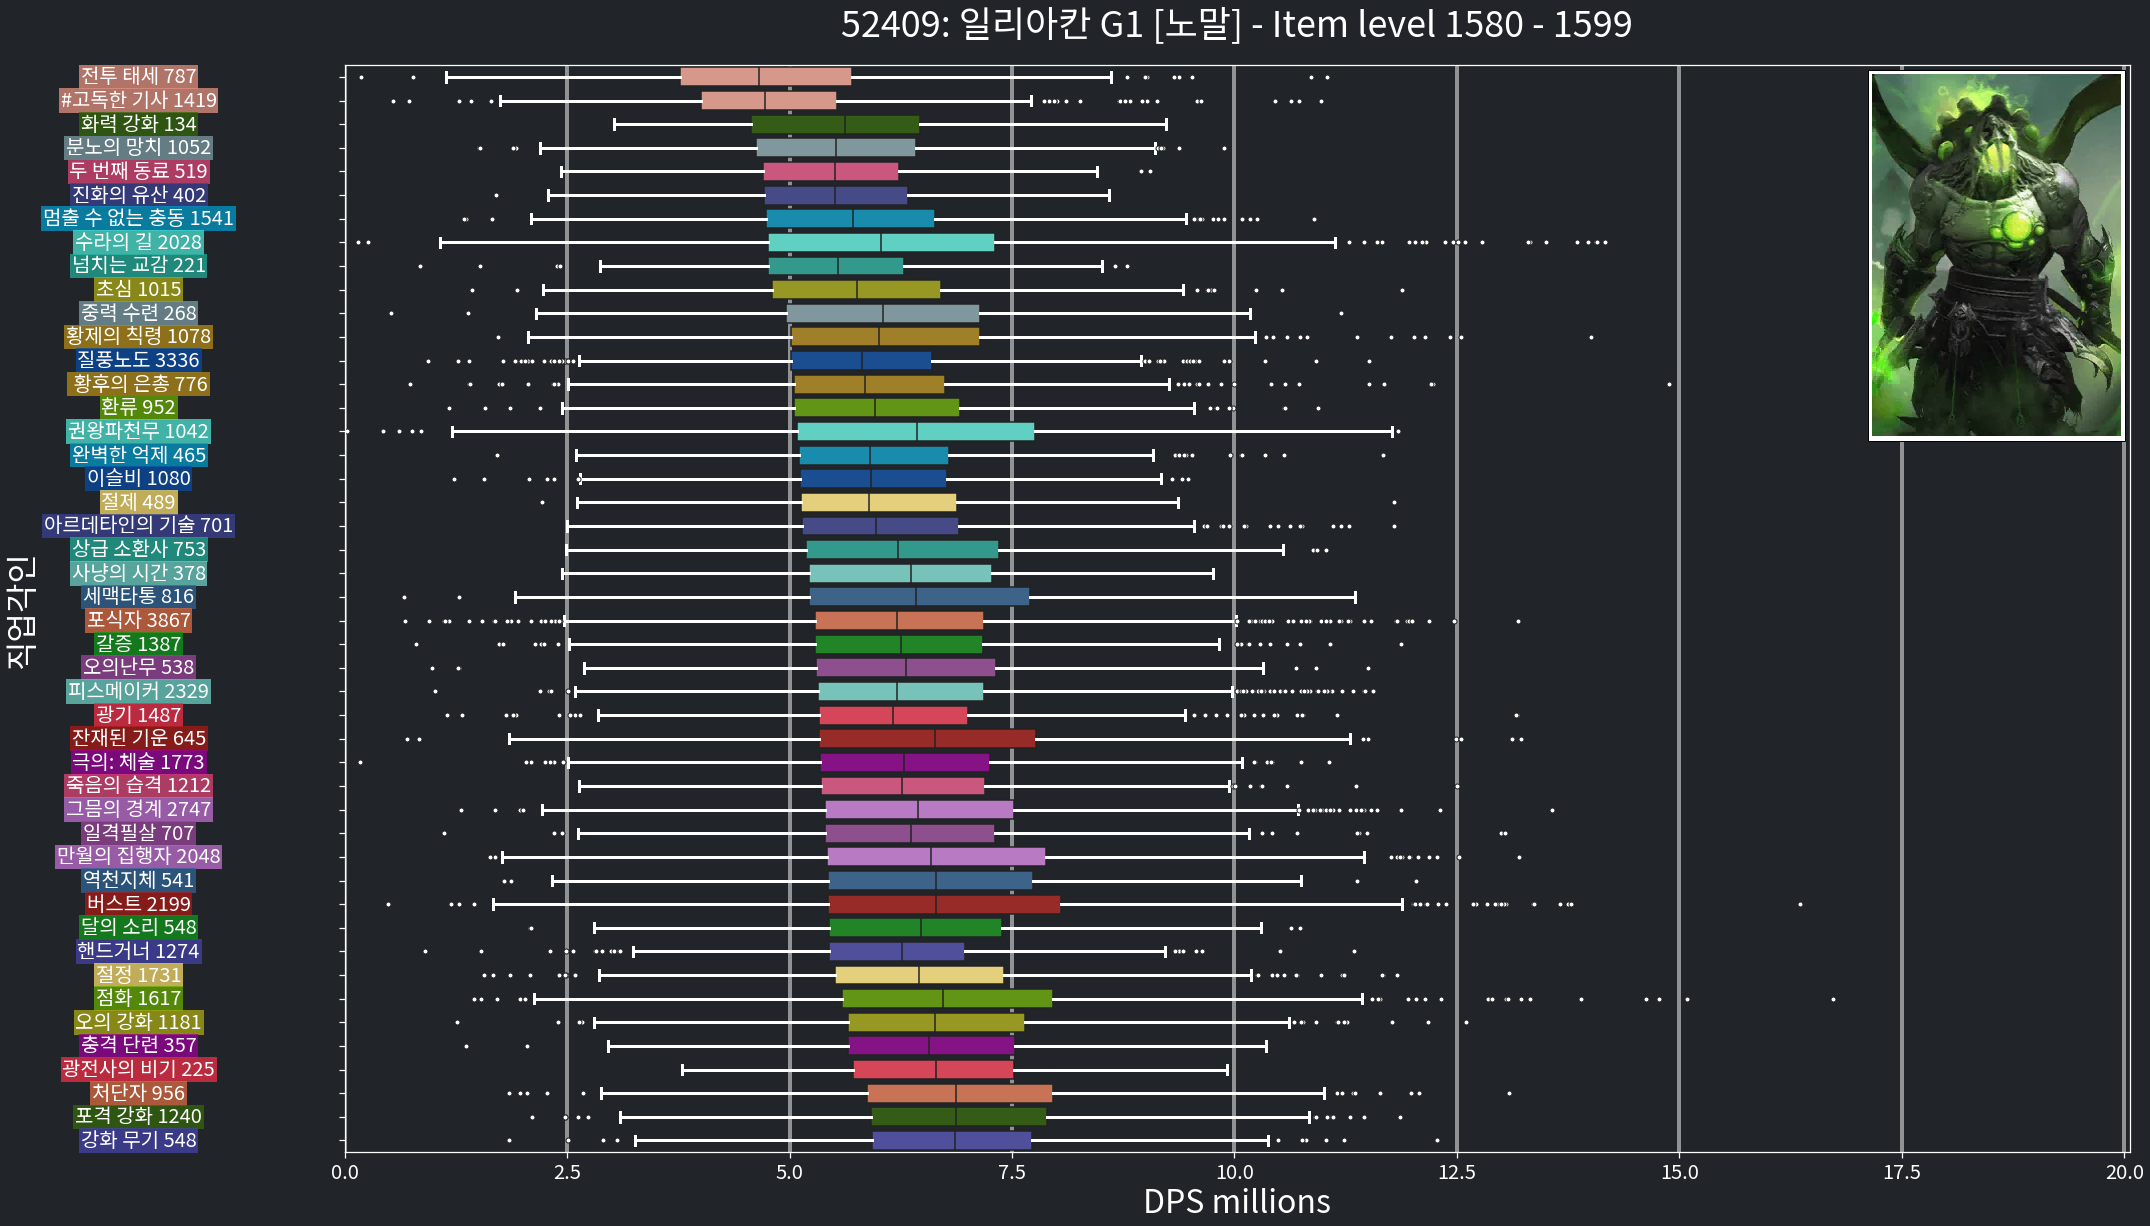 52409: 일리아칸 G1 [노말] - Item level 1580 - 1599
전투 태세 787
#고독한 기사 1419
화력 강화 134
분노의 망치 1052
두 번째 동료 519
진화의 유산 402
멈출 수 없는 충동 1541
수라의 길 2028
넘치는 교감 221
초심 1015
중력 수련 268
황제의 칙령 1078
질풍노도 3336
황후의 은총 776
환류 952
권왕파천무 1042
완벽한 억제 465
이슬비 1080
절제 489
아르데타인의 기술 701
상급 소환사 753
사냥의 시간 378
세맥타통 816
포식자 3867
갈증 1387
오의난무 538
피스메이커 2329
광기 1487
잔재된 기운 645
극의: 체술 1773
죽음의 습격 1212
그믐의 경계 2747
일격필살 707
만월의 집행자 2048
역천지체 541
버스트 2199
달의 소리 548
핸드거너 1274
절정 1731
점화 1617
오의 강화 1181
충격 단련 357
광전사의 비기 225
처단자 956
포격 강화 1240
강화 무기 548
직업각인
0.0 2.5 5.0 7.5 10.0 12.5 15.0 17.5 20.0
DPS millions